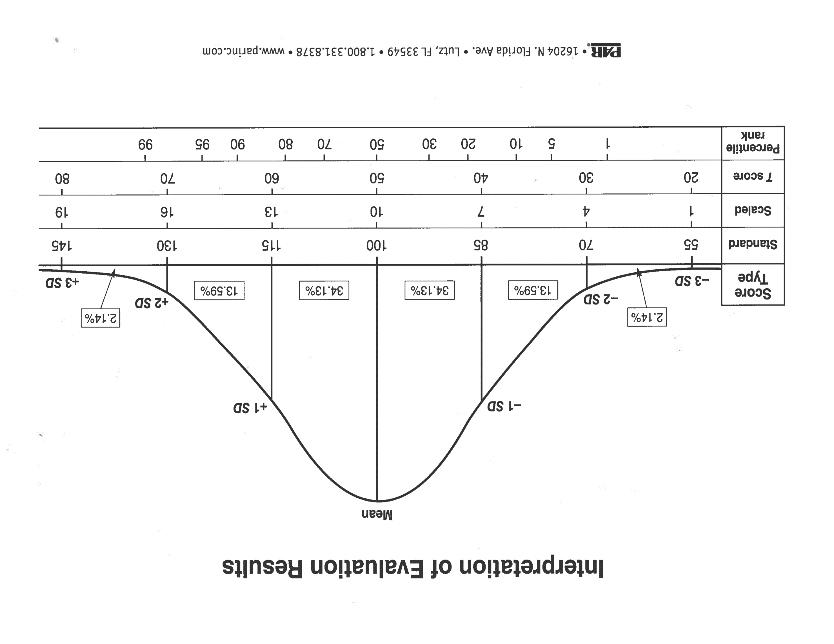 Interpretation of Evaluation Results
Mean
−1 SD +1 SD
2.14% 2.14%
−2 SD +2 SD
13.59% 34.13% 34.13% 13.59%
−3 SD +3 SD
Score
Type
Standard 55 70 85 100 115 130 145
Scaled 1 4 7 10 13 16 19
T score 20 30 40 50 60 70 80
Percentile
rank
1 5 10 20 30 50 70 80 90 95 99
PAR • 16204 N. Florida Ave. • Lutz, FL 33549 • 1.800.331.8378 • www.parinc.com